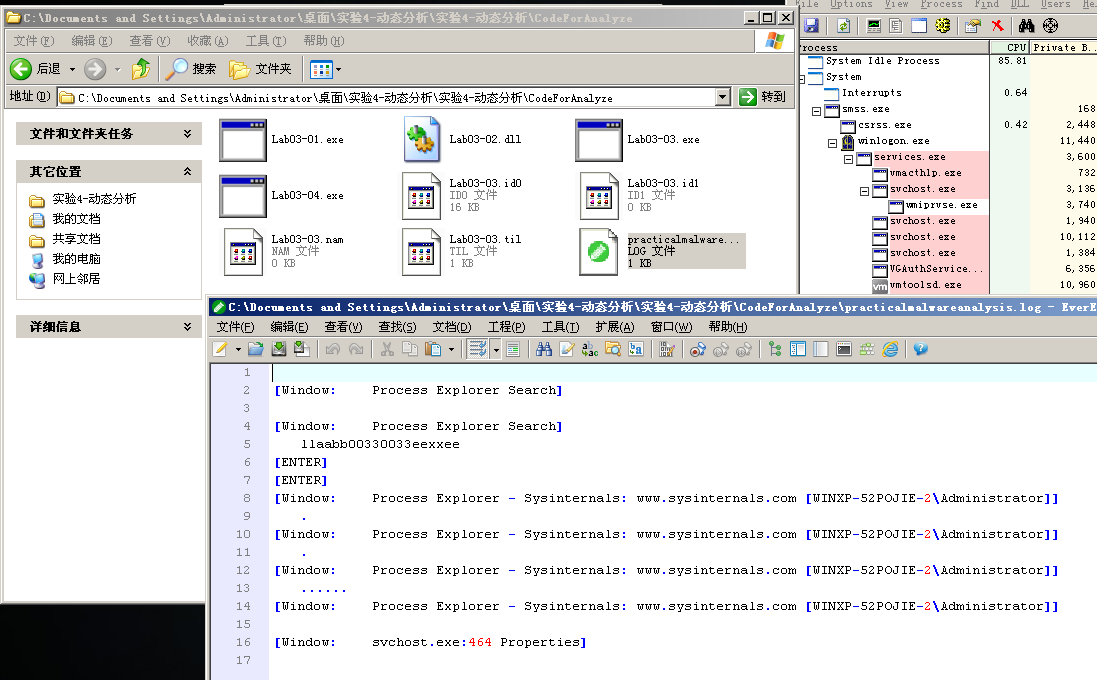 C:\Documents and Settings\Administrator\桌面\实验4-动态分析\实验4-动态分析\CodeForAnalyze
文件(F) 编辑(E) 查看(V) 收藏(A) 工具(T) 帮助(H)
后退 搜索 文件夹
地址(D) C:\Documents and Settings\Administrator\桌面\实验4-动态分析\实验4-动态分析\CodeForAnalyze 转到
文件和文件夹任务
其它位置
实验4-动态分析
我的文档
共享文档
我的电脑
网上邻居
详细信息
Lab03-01.exe
Lab03-02.dll
Lab03-03.exe
Lab03-04.exe
Lab03-03.id0
ID0 文件
16 KB
Lab03-03.id1
ID1 文件
0 KB
Lab03-03.nam
NAM 文件
0 KB
Lab03-03.til
TIL 文件
1 KB
practicalmalware...
LOG 文件
1 KB
Options View Process Find DLL Users
Process CPU Private B...
System Idle Process 85.81
System
Interrupts 0.64
smss.exe 168
csrss.exe 0.42 2,448
winlogon.exe 11,440
services.exe 3,600
vmacthlp.exe 732
svchost.exe 3,136
wmiprvse.exe 3,740
svchost.exe 1,940
svchost.exe 10,112
svchost.exe 1,384
VGAuthService... 6,356
vmtoolsd.exe 10,960
C:\Documents and Settings\Administrator\桌面\实验4-动态分析\实验4-动态分析\CodeForAnalyze\practicalmalwareanalysis.log - EverE
文件(F) 编辑(E) 查看(V) 查找(S) 文档(D) 工程(P) 工具(T) 扩展(A) 窗口(W) 帮助(H)
1
2 [Window: Process Explorer Search]
3
4 [Window: Process Explorer Search]
5 llaabb00330033eexxee
6 [ENTER]
7 [ENTER]
8 [Window: Process Explorer - Sysinternals: www.sysinternals.com [WINXP-52POJIE-2\Administrator]]
9 .
10 [Window: Process Explorer - Sysinternals: www.sysinternals.com [WINXP-52POJIE-2\Administrator]]
11 .
12 [Window: Process Explorer - Sysinternals: www.sysinternals.com [WINXP-52POJIE-2\Administrator]]
13 ......
14 [Window: Process Explorer - Sysinternals: www.sysinternals.com [WINXP-52POJIE-2\Administrator]]
15
16 [Window: svchost.exe:464 Properties]
17